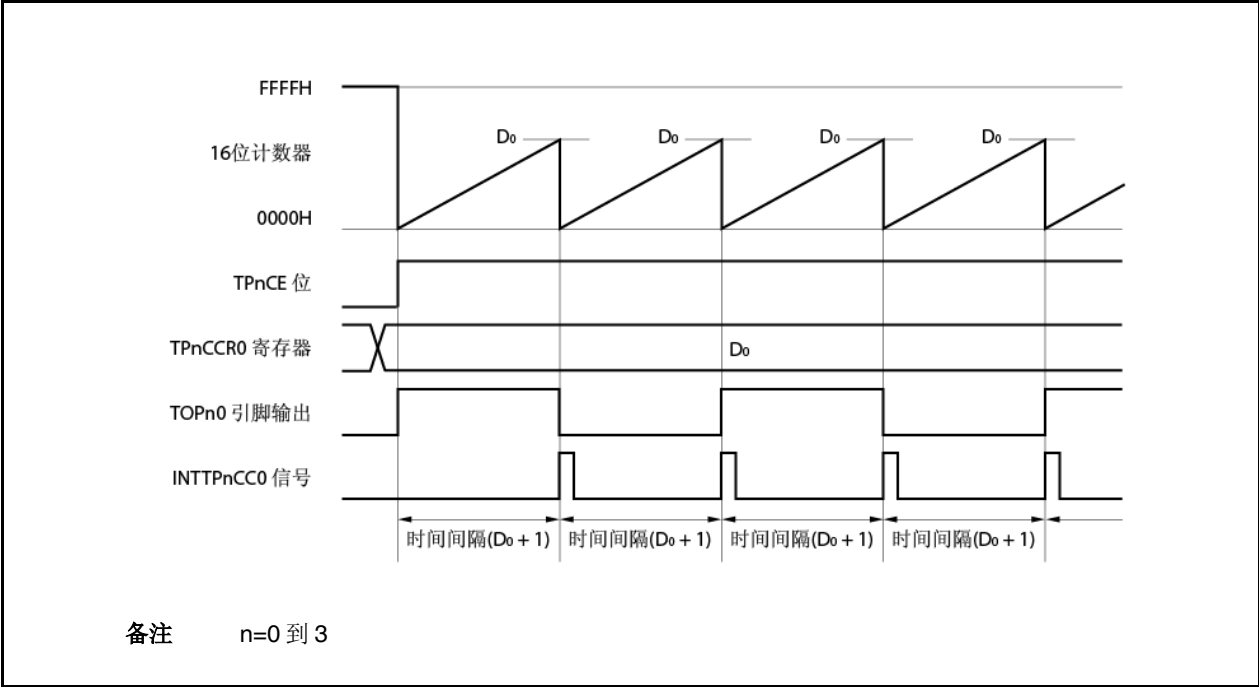 FFFFH
D₀ D₀ D₀ D₀
16位计数器
0000H
TPnCE 位
TPnCCR0 寄存器
D₀
TOPn0 引脚输出
INTTPnCC0 信号
时间间隔(D₀ + 1) 时间间隔(D₀ + 1) 时间间隔(D₀ + 1) 时间间隔(D₀ + 1)
备注 n=0 到 3